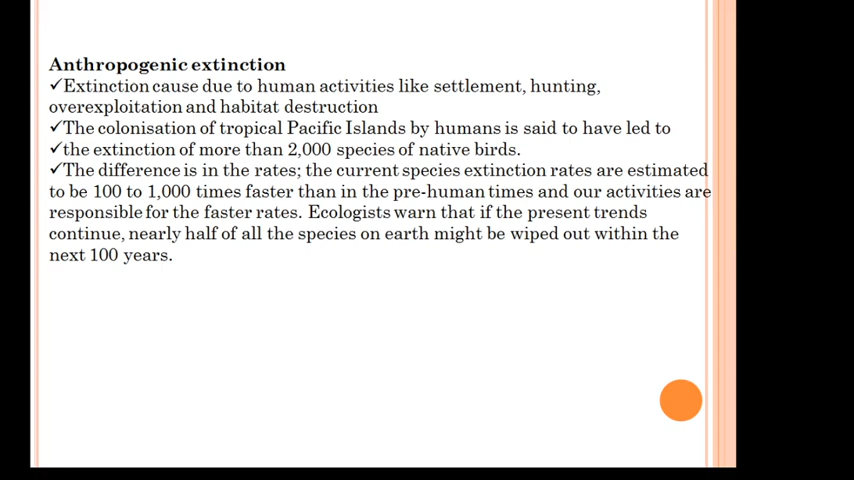 Anthropogenic extinction
✓Extinction cause due to human activities like settlement, hunting,
overexploitation and habitat destruction
✓The colonisation of tropical Pacific Islands by humans is said to have led to
✓the extinction of more than 2,000 species of native birds.
✓The difference is in the rates; the current species extinction rates are estimated
to be 100 to 1,000 times faster than in the pre-human times and our activities are
responsible for the faster rates. Ecologists warn that if the present trends
continue, nearly half of all the species on earth might be wiped out within the
next 100 years.